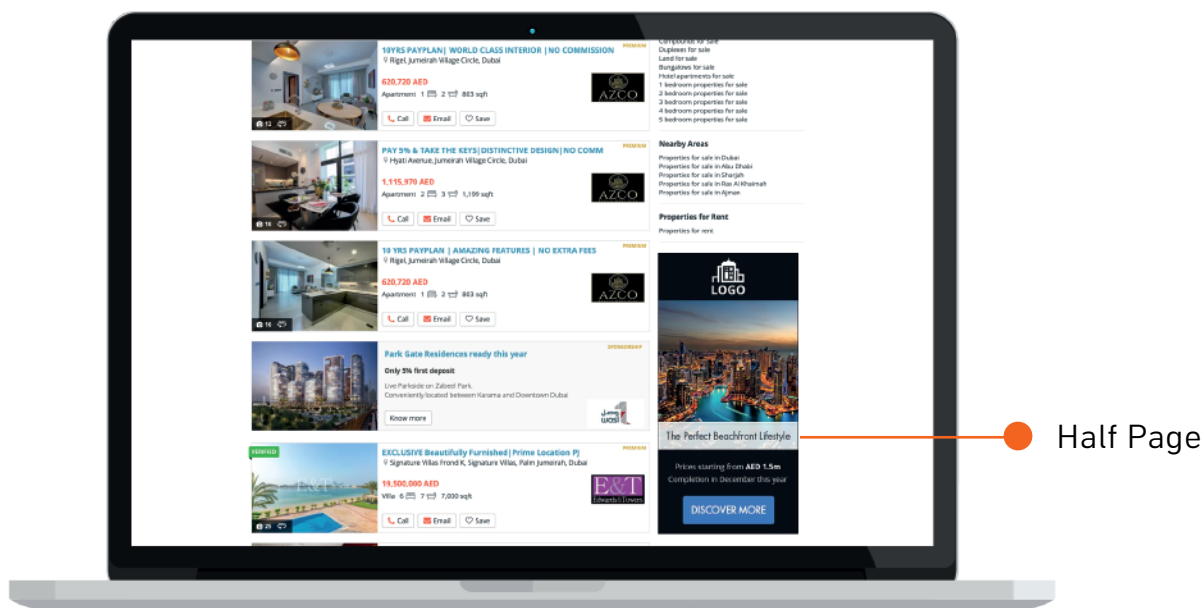 10YRS PAYPLAN| WORLD CLASS INTERIOR |NO COMMISSION
PREMIUM
Rigel, Jumeirah Village Circle, Dubai
620,720 AED
Apartment 1 2 803 sqft
AZCO
Call Email Save
12
PAY 5% & TAKE THE KEYS|DISTINCTIVE DESIGN|NO COMM
PREMIUM
Hyati Avenue, Jumeirah Village Circle, Dubai
1,115,970 AED
Apartment 2 3 1,199 sqft
AZCO
Call Email Save
16
10 YRS PAYPLAN | AMAZING FEATURES | NO EXTRA FEES
PREMIUM
Rigel, Jumeirah Village Circle, Dubai
620,720 AED
Apartment 1 2 803 sqft
AZCO
Call Email Save
16
SPONSORSHIP
Park Gate Residences ready this year
Only 5% first deposit
Live Parkside on Zabeel Park.
Conveniently located between Karama and Downtown Dubai
Know more
وصل
wasl
VERIFIED
EXCLUSIVE Beautifully Furnished|Prime Location PJ
PREMIUM
Signature Villas Frond K, Signature Villas, Palm Jumeirah, Dubai
19,500,000 AED
Villa 6 7 7,000 sqft
E&T
E&T
Edwards & Towers
Call Email Save
25
Compounds for sale
Duplexes for sale
Land for sale
Bungalows for sale
Hotel apartments for sale
1 bedroom properties for sale
2 bedroom properties for sale
3 bedroom properties for sale
4 bedroom properties for sale
5 bedroom properties for sale
Nearby Areas
Properties for sale in Dubai
Properties for sale in Abu Dhabi
Properties for sale in Sharjah
Properties for sale in Ras Al Khaimah
Properties for sale in Ajman
Properties for Rent
Properties for rent
LOGO
The Perfect Beachfront Lifestyle
Prices starting from AED 1.5m
Completion in December this year
DISCOVER MORE
Half Page